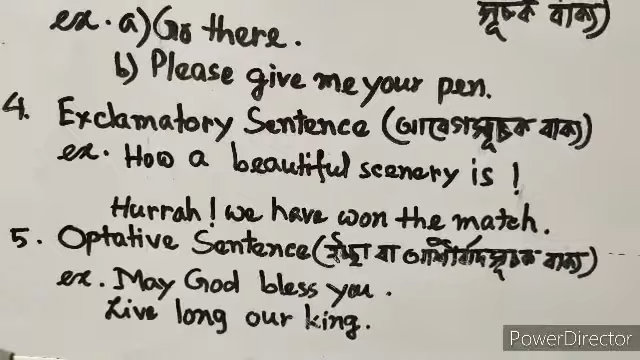 সূচক বাক্য)
ex. a) Go there.
b) Please give me your pen.
4. Exclamatory Sentence (আবেগসূচক বাক্য)
ex. How a beautiful scenery is !
Hurrah! we have won the match.
5. Optative Sentence (ইচ্ছা বা আশীর্বাদসূচক বাক্য)
ex. May God bless you.
Live long our king.
PowerDirector